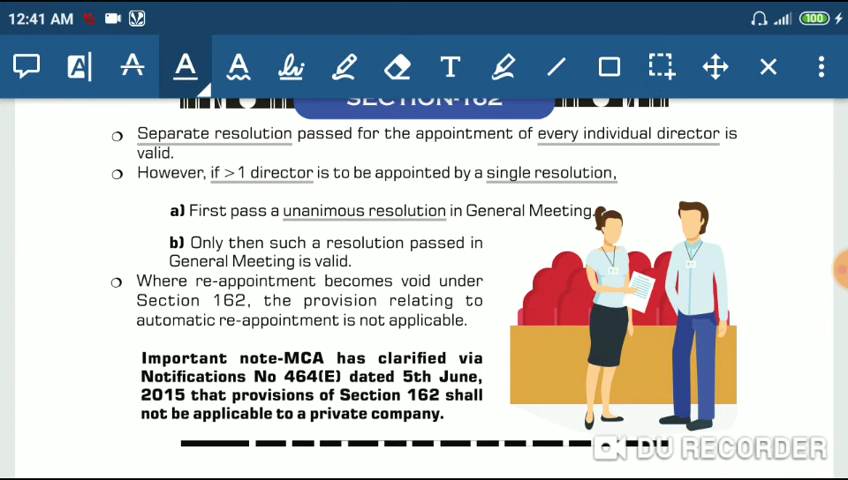 12:41 AM
100
SECTION-162
Separate resolution passed for the appointment of every individual director is
valid.
However, if >1 director is to be appointed by a single resolution,
a) First pass a unanimous resolution in General Meeting.
b) Only then such a resolution passed in
General Meeting is valid.
Where re-appointment becomes void under
Section 162, the provision relating to
automatic re-appointment is not applicable.
Important note-MCA has clarified via
Notifications No 464(E) dated 5th June,
2015 that provisions of Section 162 shall
not be applicable to a private company.
DU RECORDER